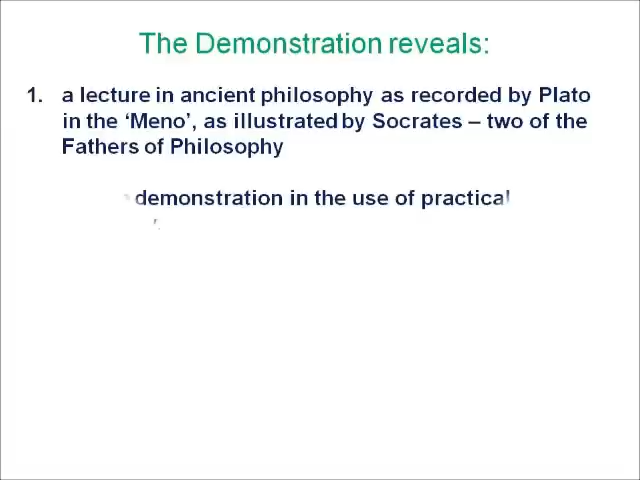 The Demonstration reveals:
1. a lecture in ancient philosophy as recorded by Plato
in the ‘Meno’, as illustrated by Socrates – two of the
Fathers of Philosophy
demonstration in the use of practical